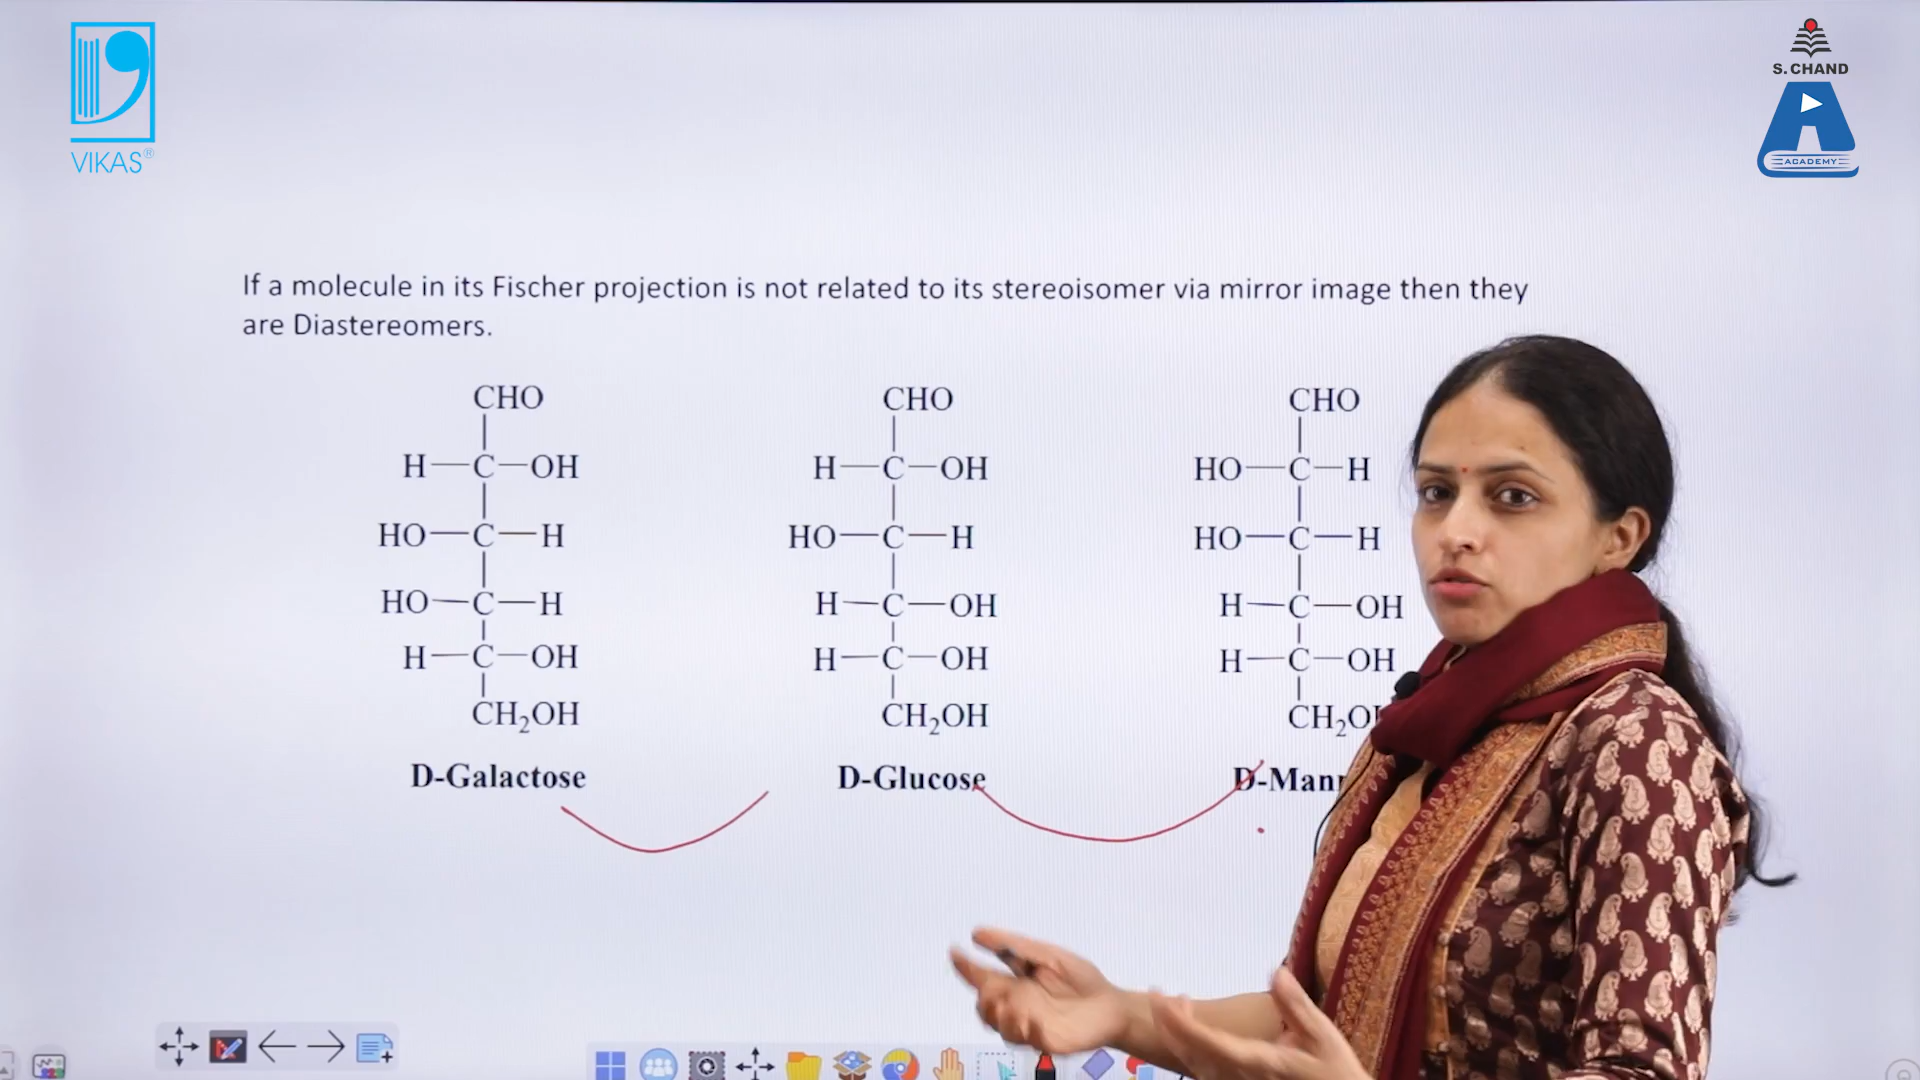 VIKAS®
S. CHAND
ACADEMY
If a molecule in its Fischer projection is not related to its stereoisomer via mirror image then they
are Diastereomers.
CHO
H—C—OH
HO—C—H
HO—C—H
H—C—OH
CH₂OH
D-Galactose
CHO
H—C—OH
HO—C—H
H—C—OH
H—C—OH
CH₂OH
D-Glucose
CHO
HO—C—H
HO—C—H
H—C—OH
H—C—OH